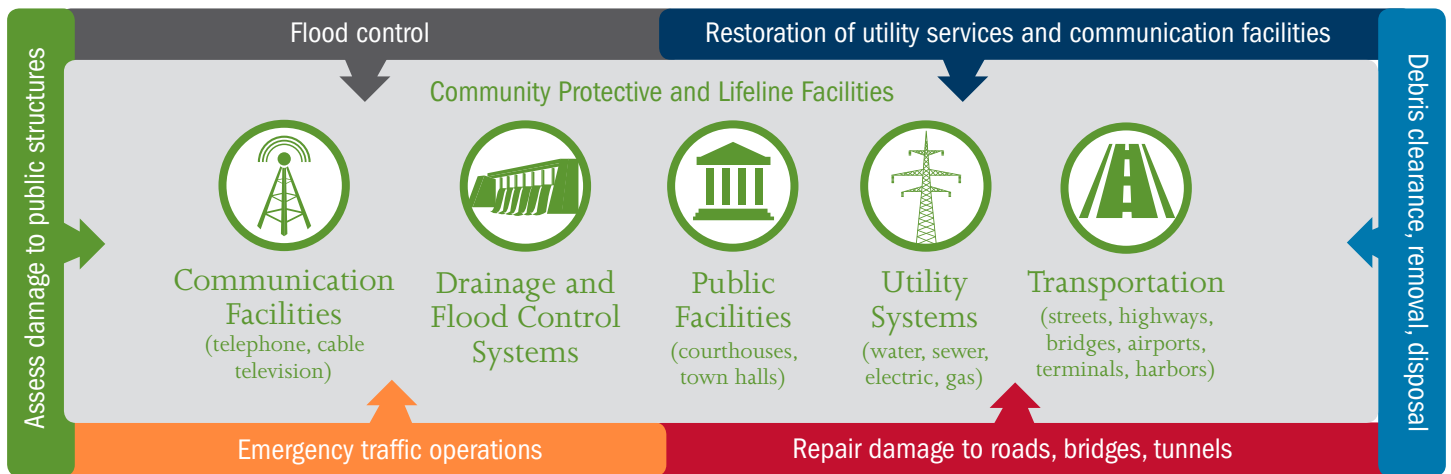 Flood control
Restoration of utility services and communication facilities
Assess damage to public structures
Community Protective and Lifeline Facilities
Communication
Facilities
(telephone, cable
television)
Drainage and
Flood Control
Systems
Public
Facilities
(courthouses,
town halls)
Utility
Systems
(water, sewer,
electric, gas)
Transportation
(streets, highways,
bridges, airports,
terminals, harbors)
Debris clearance, removal, disposal
Emergency traffic operations
Repair damage to roads, bridges, tunnels